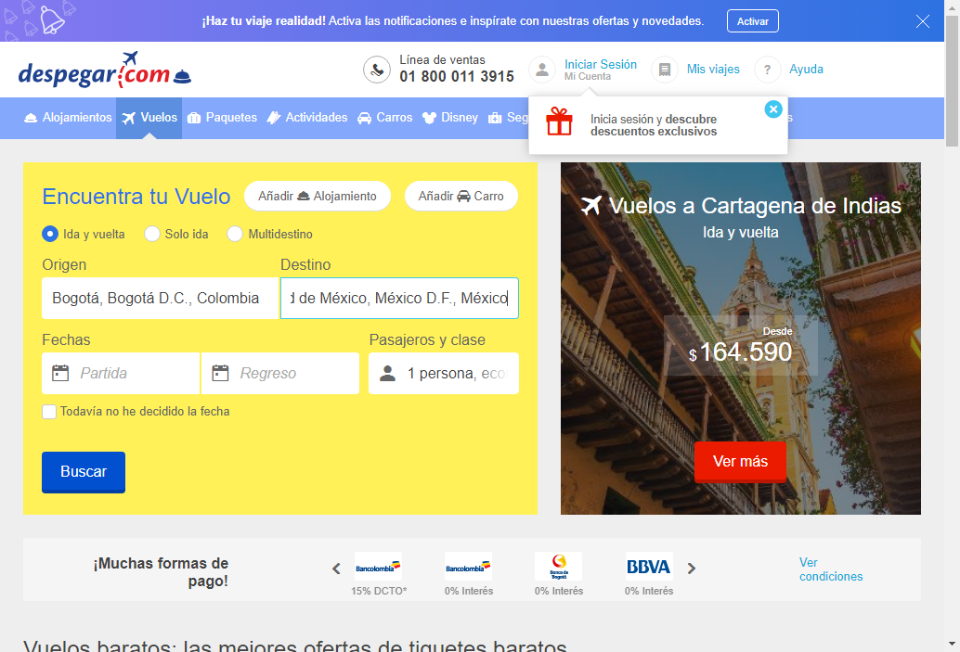 ¡Haz tu viaje realidad! Activa las notificaciones e inspírate con nuestras ofertas y novedades.
Activar
despegar.com
Línea de ventas
01 800 011 3915
Iniciar Sesión
Mi Cuenta
Mis viajes
?
Ayuda
Alojamientos
Vuelos
Paquetes
Actividades
Carros
Disney
Seg
s
Inicia sesión y descubre
descuentos exclusivos
Encuentra tu Vuelo
Añadir Alojamiento
Añadir Carro
Ida y vuelta
Solo ida
Multidestino
Origen
Destino
Bogotá, Bogotá D.C., Colombia
d de México, México D.F., México
Fechas
Pasajeros y clase
Partida
Regreso
1 persona, eco
Todavía no he decidido la fecha
Buscar
Vuelos a Cartagena de Indias
Ida y vuelta
Desde
$164.590
Ver más
¡Muchas formas de
pago!
Bancolombia
15% DCTO*
Bancolombia
0% Interés
Banco de
Bogotá
0% Interés
BBVA
0% Interés
Ver
condiciones
Vuelos baratos: las mejores ofertas de tiquetes baratos